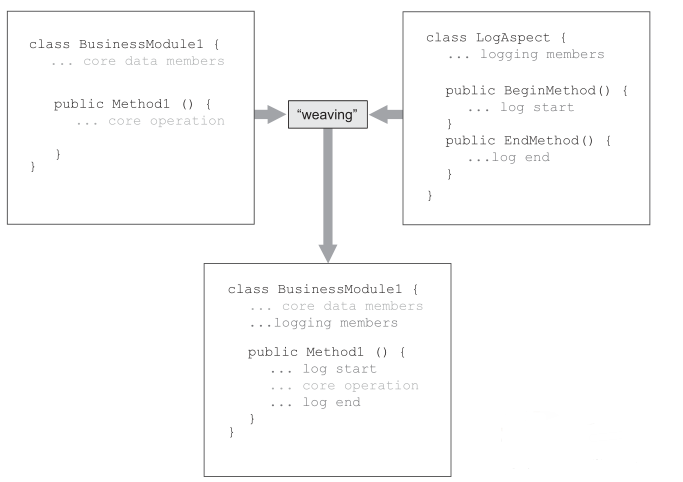 class BusinessModule1 {
... core data members
public Method1 () {
... core operation
}
}
"weaving"
class LogAspect {
... logging members
public BeginMethod() {
... log start
}
public EndMethod() {
...log end
}
}
class BusinessModule1 {
... core data members
...logging members
public Method1 () {
... log start
... core operation
... log end
}
}